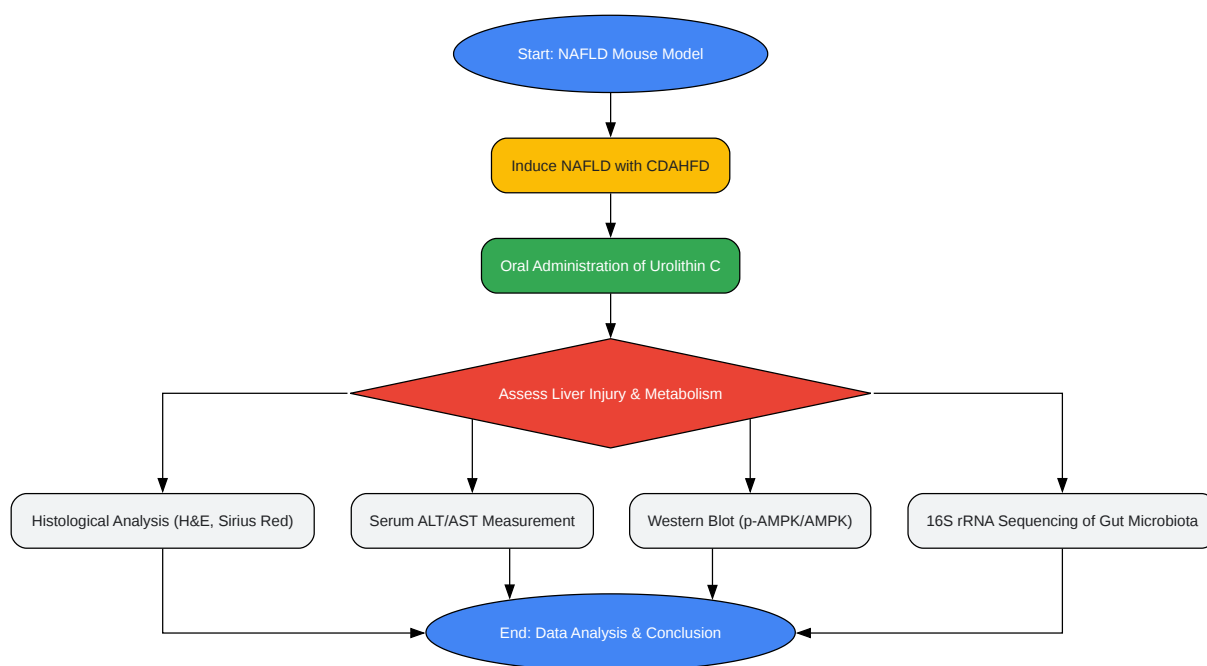 Start: NAFLD Mouse Model
Induce NAFLD with CDAHFD
Oral Administration of Urolithin C
Assess Liver Injury & Metabolism
Histological Analysis (H&E, Sirius Red)
Serum ALT/AST Measurement
Western Blot (p-AMPK/AMPK)
16S rRNA Sequencing of Gut Microbiota
End: Data Analysis & Conclusion